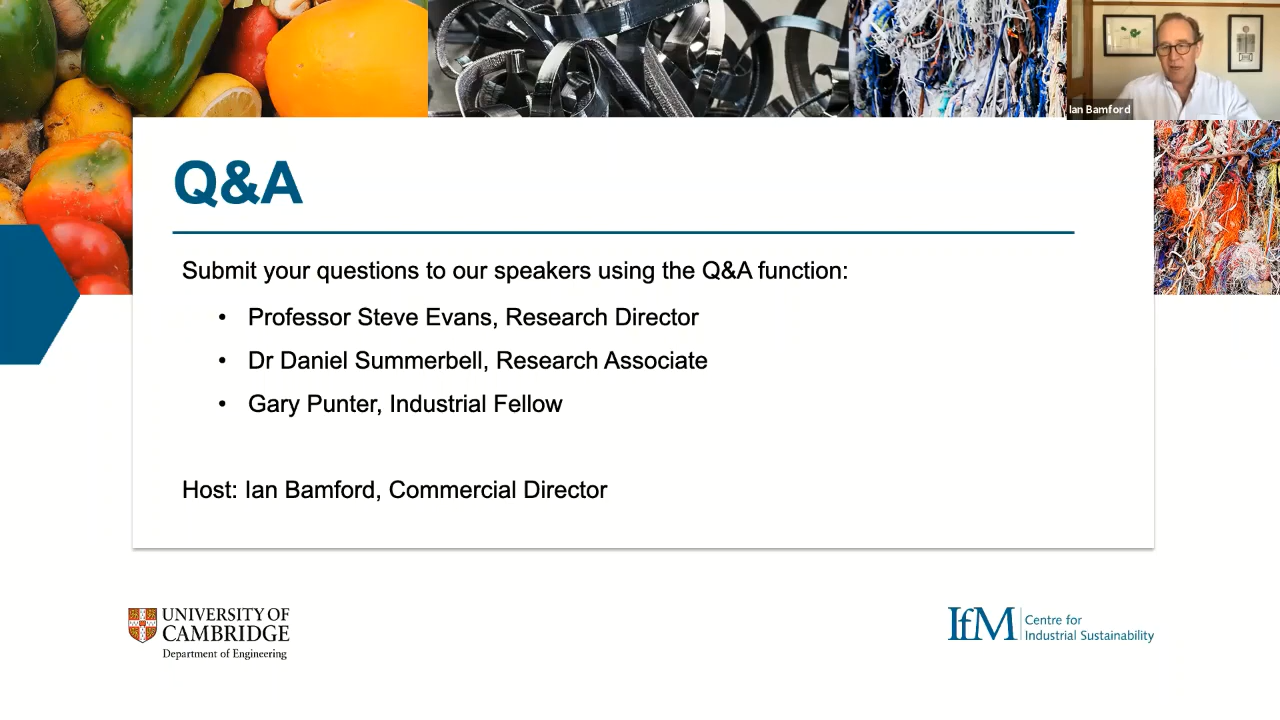 Ian Bamford
Q&A
Submit your questions to our speakers using the Q&A function:
• Professor Steve Evans, Research Director
• Dr Daniel Summerbell, Research Associate
• Gary Punter, Industrial Fellow
Host: Ian Bamford, Commercial Director
UNIVERSITY OF
CAMBRIDGE
Department of Engineering
IfM
Centre for
Industrial Sustainability